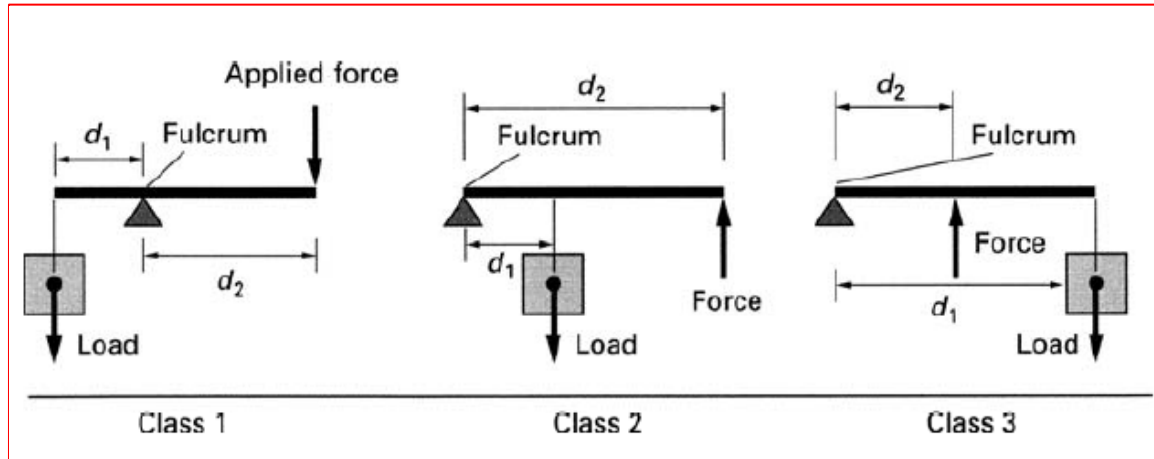 Applied force
d₁
Fulcrum
d₂
Load
Class 1
d₂
Fulcrum
d₁
Force
Load
Class 2
d₂
Fulcrum
Force
d₁
Load
Class 3